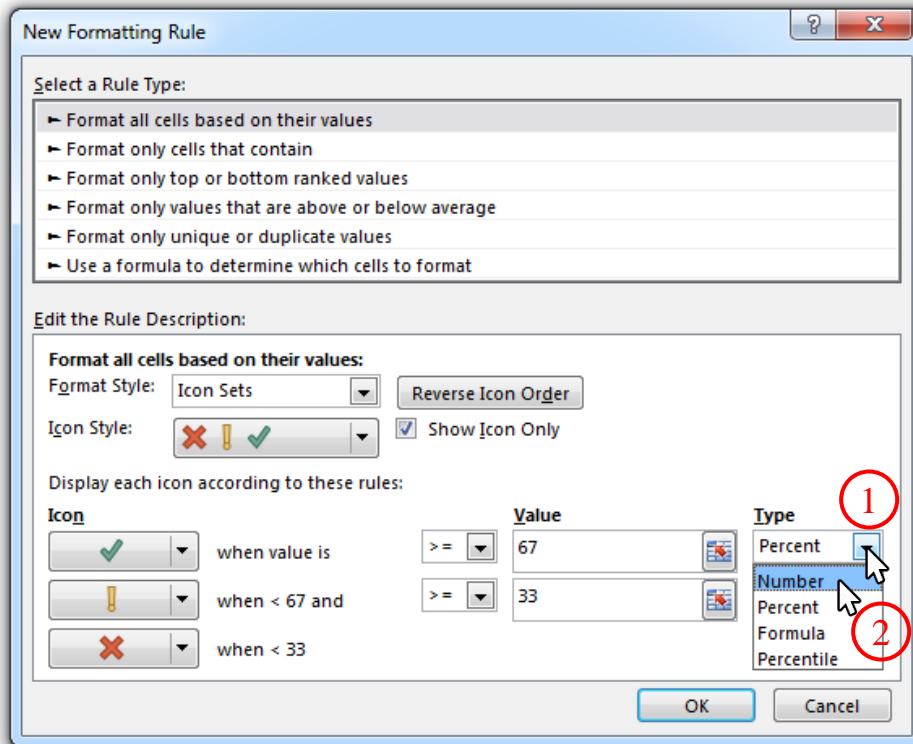 New Formatting Rule
Select a Rule Type:
► Format all cells based on their values
► Format only cells that contain
► Format only top or bottom ranked values
► Format only values that are above or below average
► Format only unique or duplicate values
► Use a formula to determine which cells to format
Edit the Rule Description:
Format all cells based on their values:
Format Style: Icon Sets Reverse Icon Order
Icon Style: Show Icon Only
Display each icon according to these rules:
Icon Value Type
1
when value is >= 67 Percent
when < 67 and >= 33 Number
Percent
2
Formula
when < 33 Percentile
OK Cancel